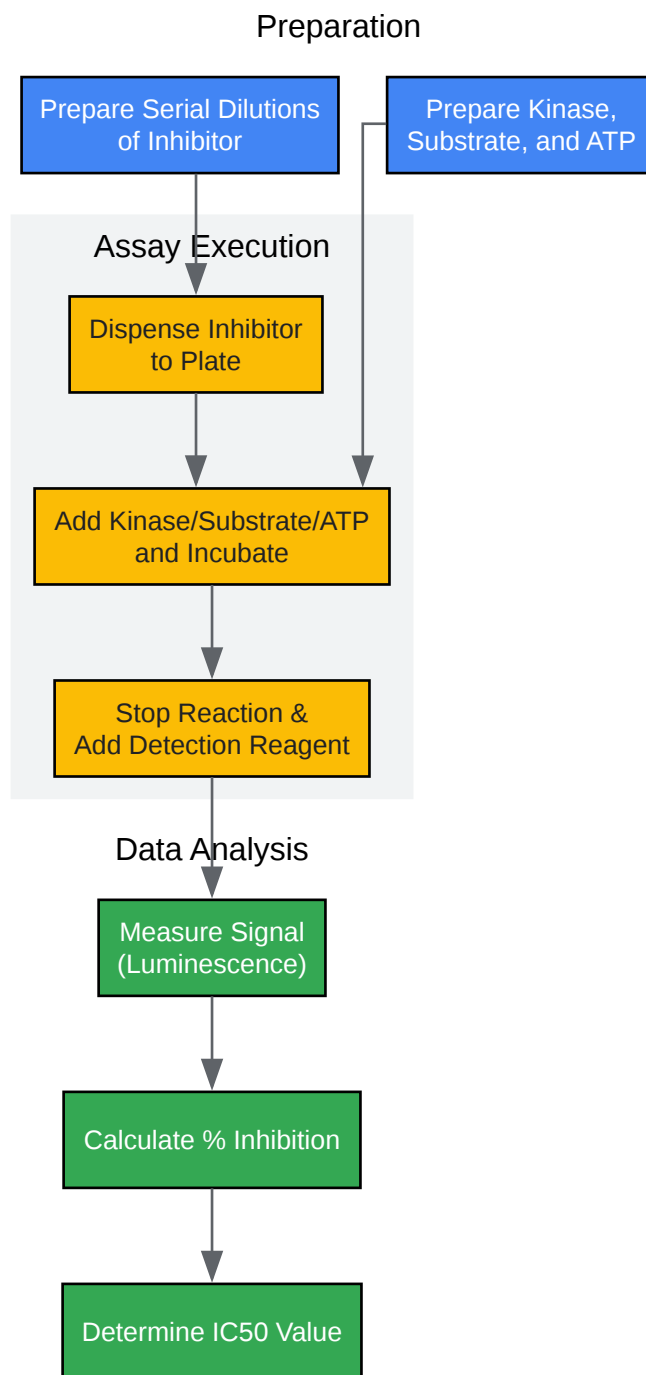 Preparation
Prepare Serial Dilutions
of Inhibitor
Prepare Kinase,
Substrate, and ATP
Assay Execution
Dispense Inhibitor
to Plate
Add Kinase/Substrate/ATP
and Incubate
Stop Reaction &
Add Detection Reagent
Data Analysis
Measure Signal
(Luminescence)
Calculate % Inhibition
Determine IC50 Value